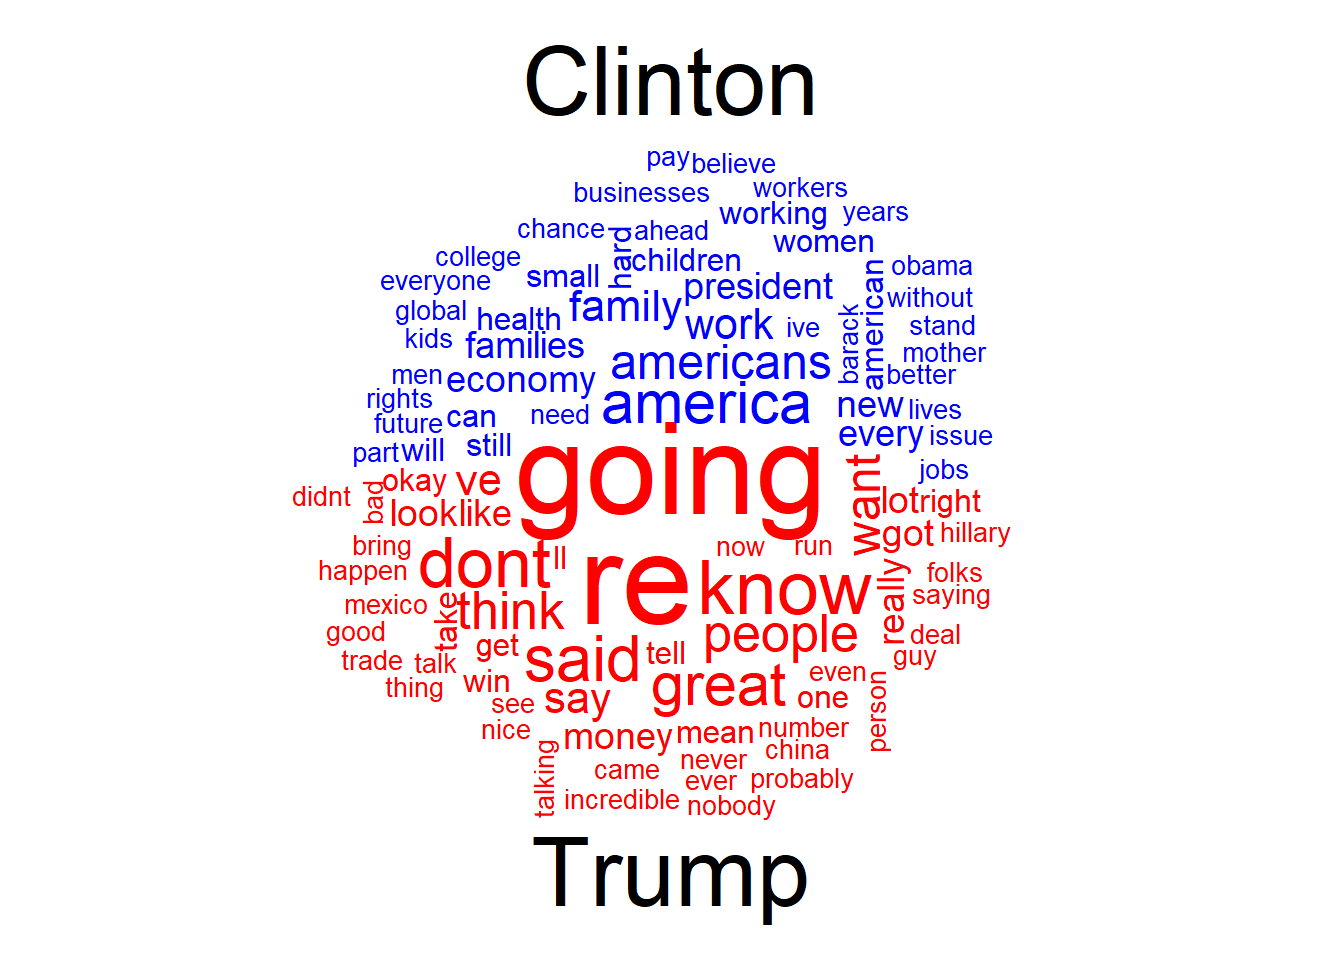 Clinton
pay believe
businesses workers
working years
chance hard ahead women
college children obama
everyone small president american without
global family
health work ive barack stand
kids families americans mother
men economy better
rights america new lives
future can need
part will still every issue
jobs
okay ve going want lot right
didnt bad look like got hillary
bring now run
happen dont ll re know really folks
mexico take think saying
good people deal
trade talk get said tell guy
thing win great even person
see say one
nice money mean number
talking came never china
ever probably
incredible nobody
Trump